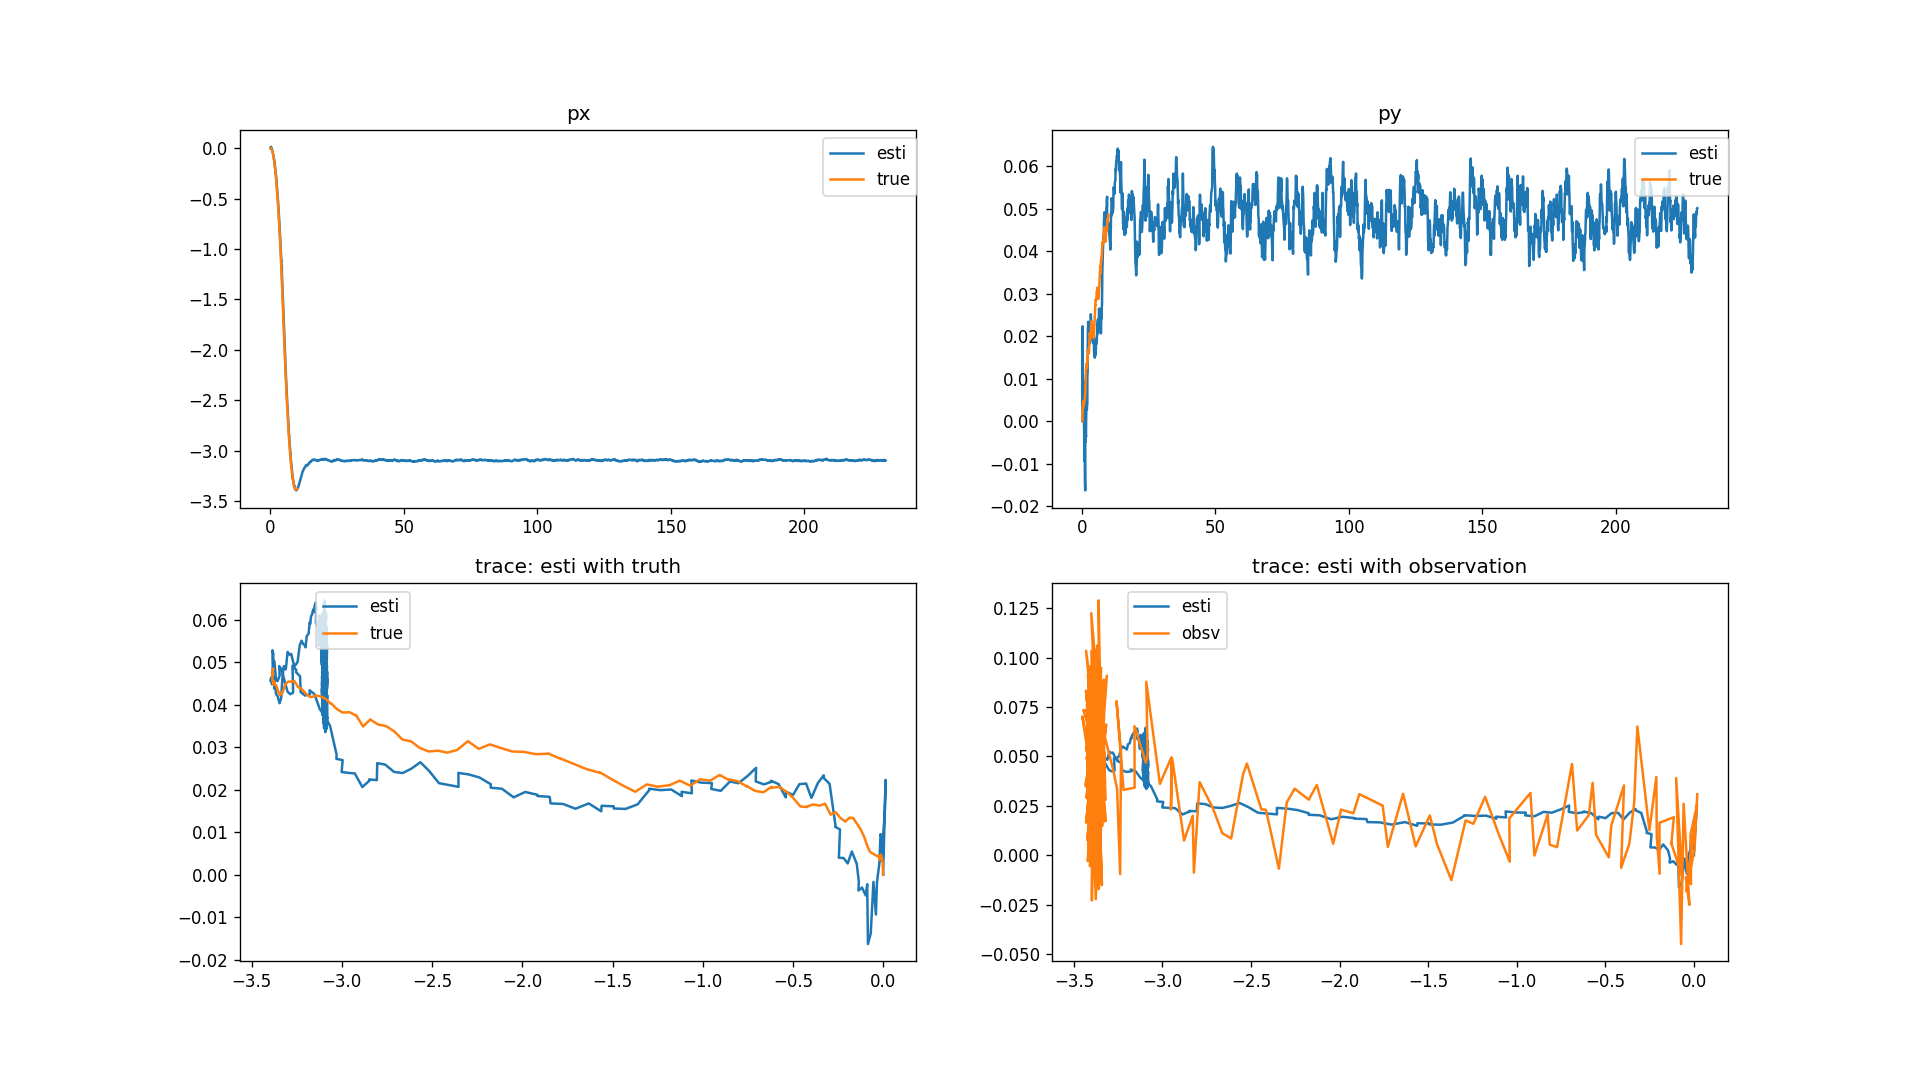 px
0.0
−0.5
−1.0
−1.5
−2.0
−2.5
−3.0
−3.5
0 50 100 150 200
esti
true
py
0.06
0.05
0.04
0.03
0.02
0.01
0.00
−0.01
−0.02
0 50 100 150 200
esti
true
trace: esti with truth
0.06
0.05
0.04
0.03
0.02
0.01
0.00
−0.01
−0.02
−3.5 −3.0 −2.5 −2.0 −1.5 −1.0 −0.5 0.0
esti
true
trace: esti with observation
0.125
0.100
0.075
0.050
0.025
0.000
−0.025
−0.050
−3.5 −3.0 −2.5 −2.0 −1.5 −1.0 −0.5 0.0
esti
obsv